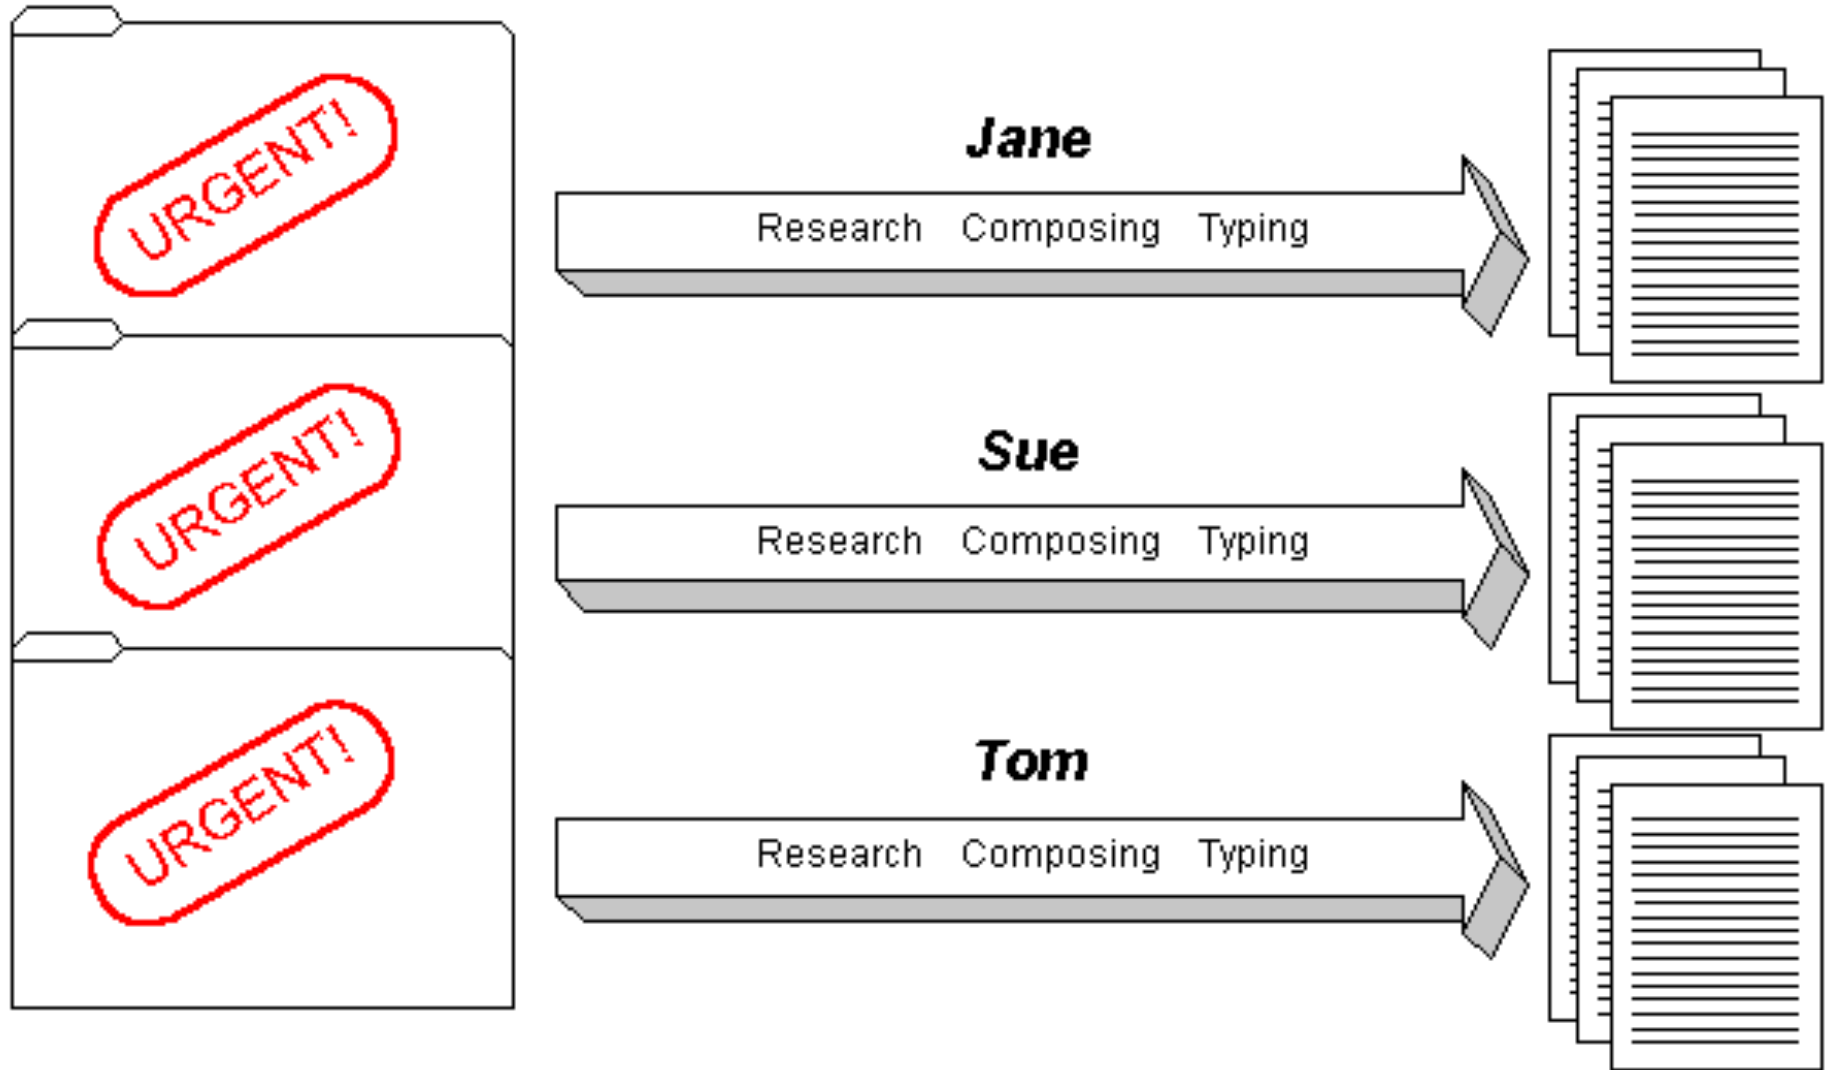 URGENT!
Jane
Research Composing Typing
URGENT!
Sue
Research Composing Typing
URGENT!
Tom
Research Composing Typing